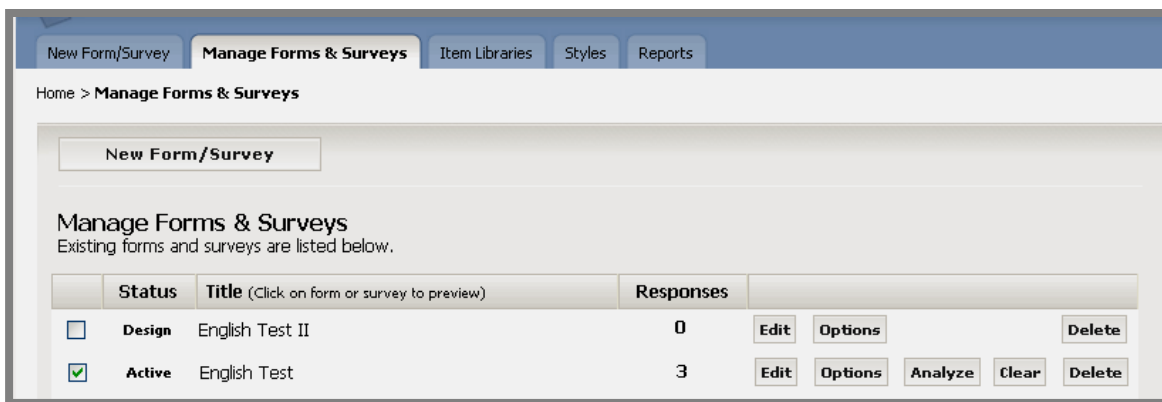 New Form/Survey Manage Forms & Surveys Item Libraries Styles Reports
Home > Manage Forms & Surveys
New Form/Survey
Manage Forms & Surveys
Existing forms and surveys are listed below.
Status Title (Click on form or survey to preview) Responses
Design English Test II 0 Edit Options Delete
Active English Test 3 Edit Options Analyze Clear Delete